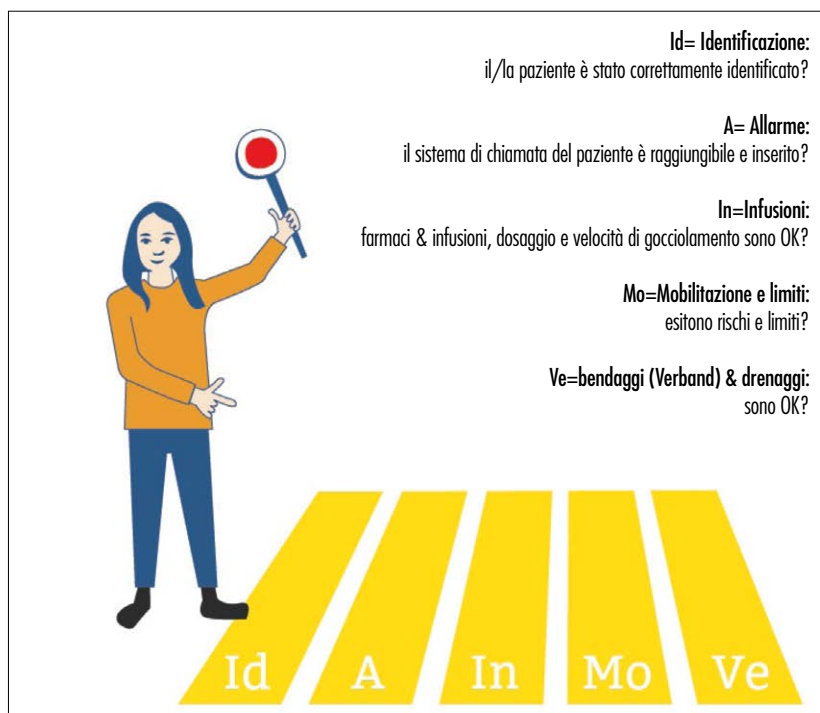 Id= Identificazione:
il/la paziente è stato correttamente identificato?
A= Allarme:
il sistema di chiamata del paziente è raggiungibile e inserito?
In=Infusioni:
farmaci & infusioni, dosaggio e velocità di gocciolamento sono OK?
Mo=Mobilitazione e limiti:
esitono rischi e limiti?
Ve=bendaggi (Verband) & drenaggi:
sono OK?
Id A In Mo Ve